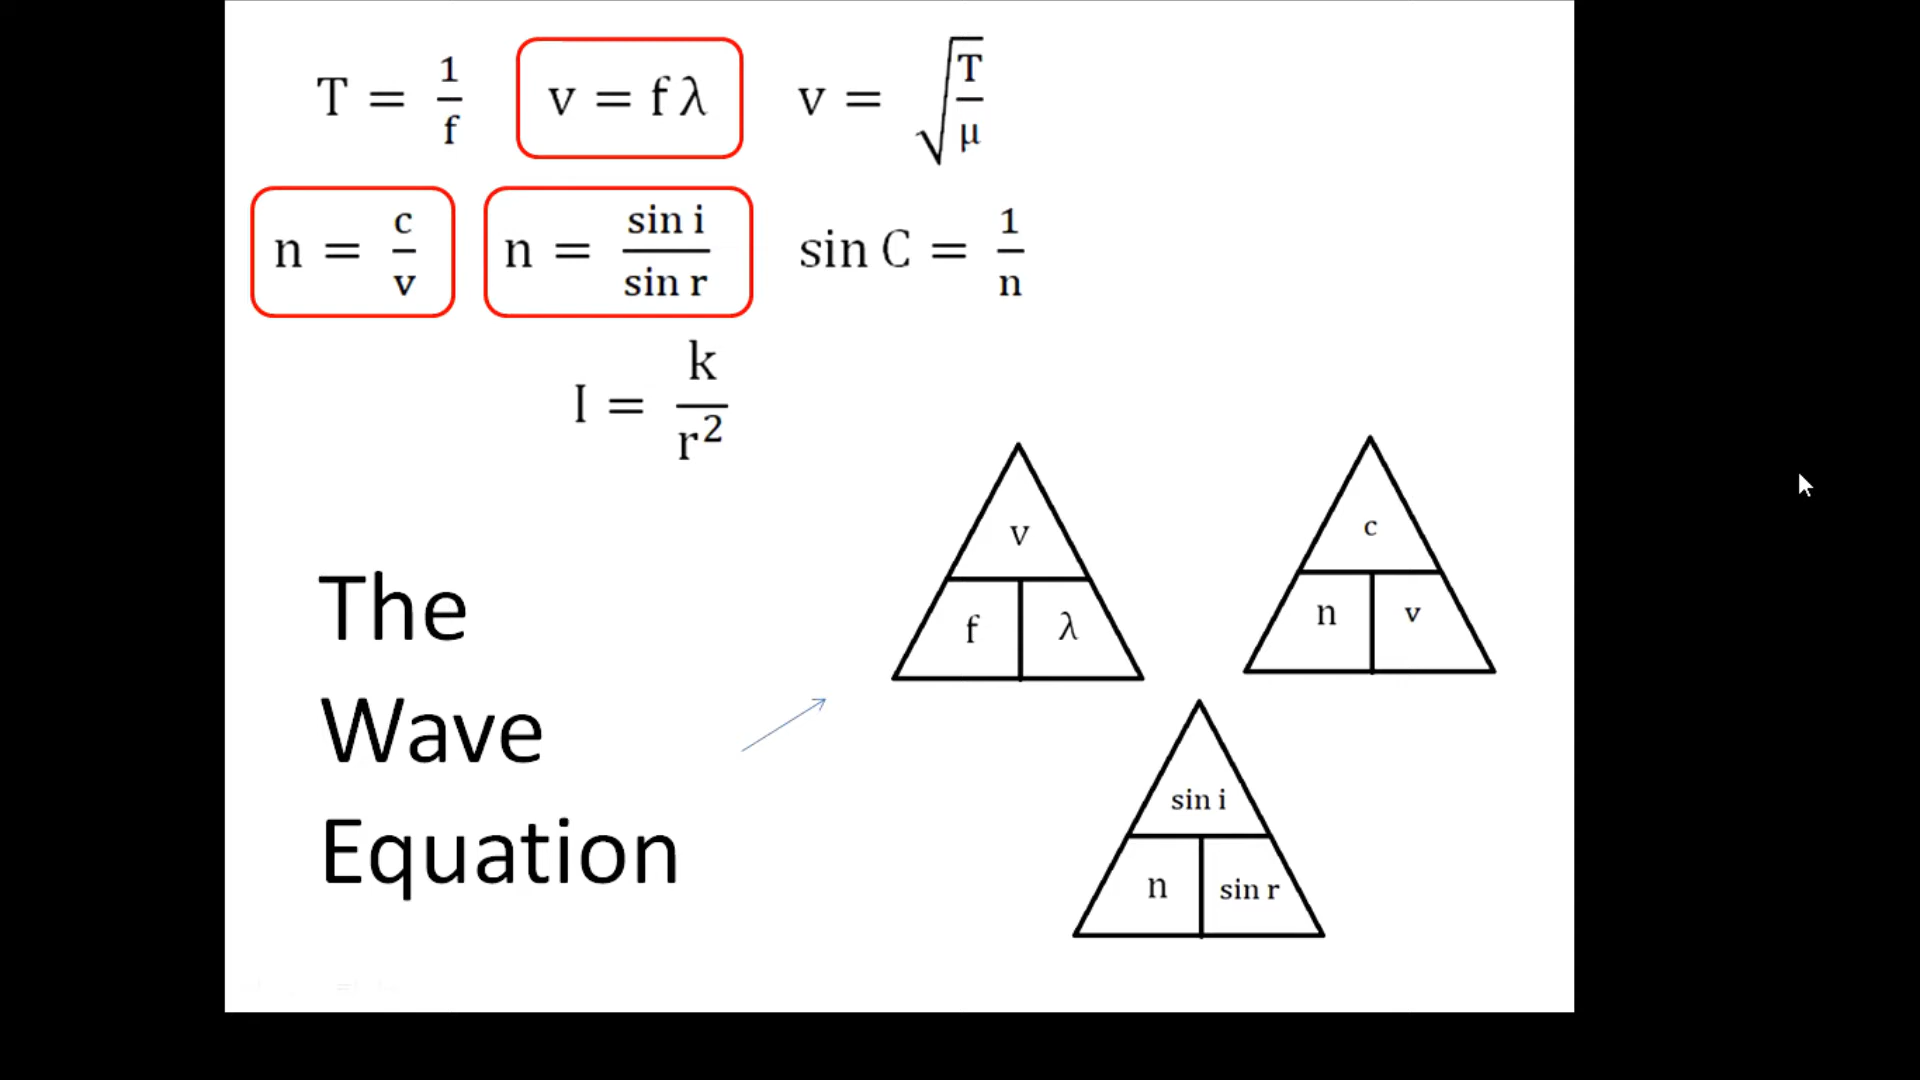 T = 1/f
v = f λ
v = √(T/μ)
n = c/v
n = sin i/sin r
sin C = 1/n
I = k/r²
v
f λ
c
n v
The
Wave
Equation
sin i
n sin r